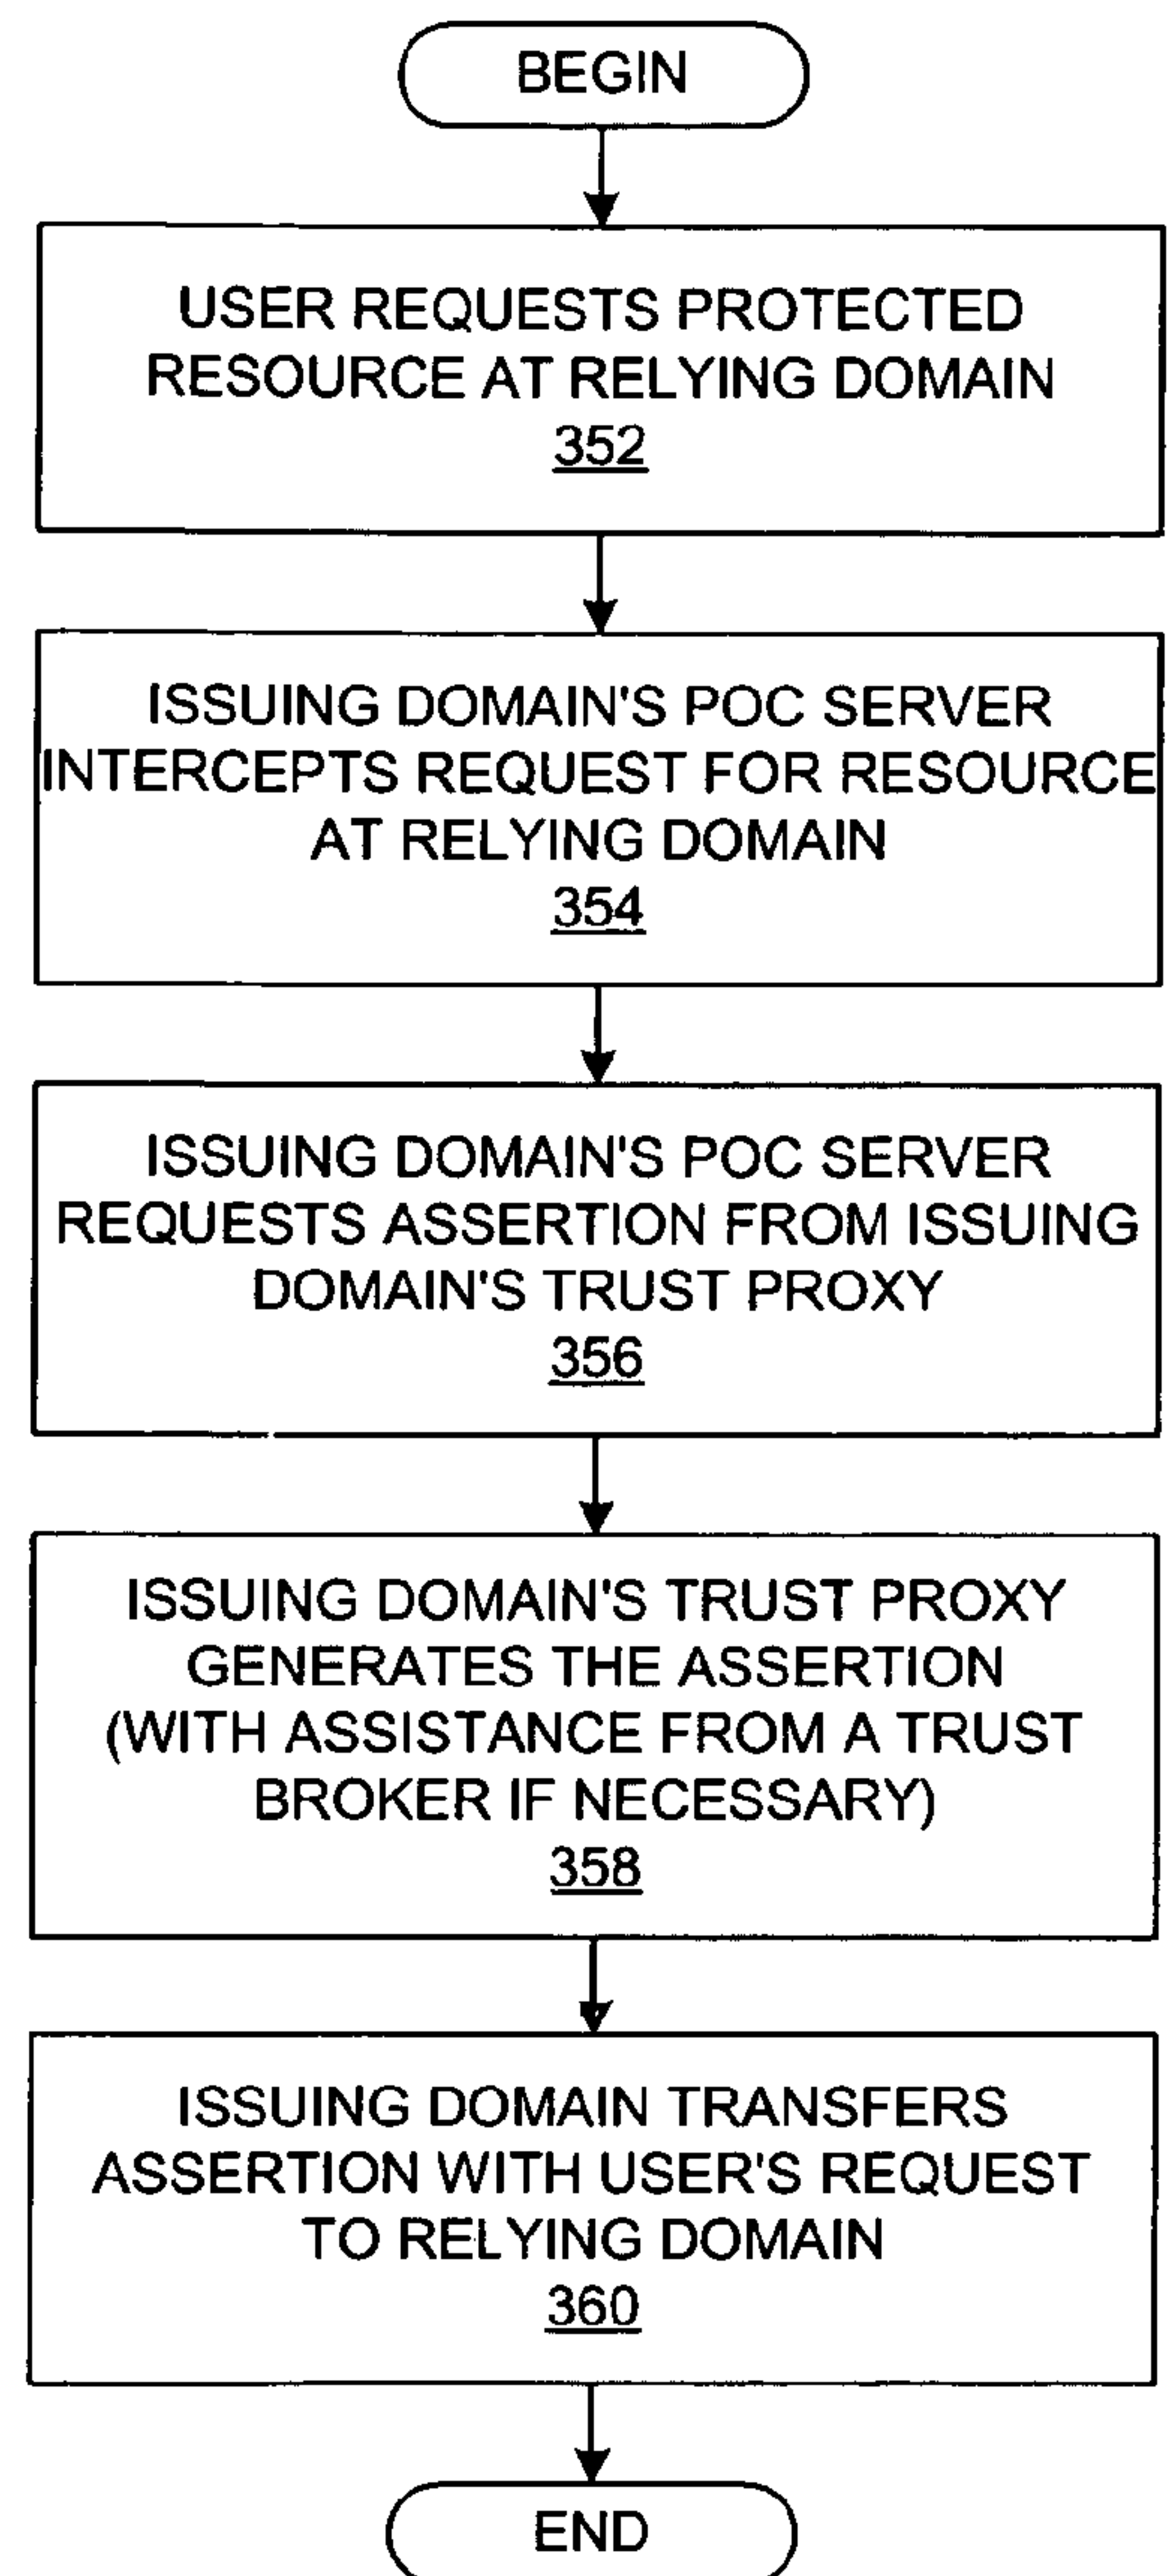 BEGIN
USER REQUESTS PROTECTED
RESOURCE AT RELYING DOMAIN
352
ISSUING DOMAIN'S POC SERVER
INTERCEPTS REQUEST FOR RESOURCE
AT RELYING DOMAIN
354
ISSUING DOMAIN'S POC SERVER
REQUESTS ASSERTION FROM ISSUING
DOMAIN'S TRUST PROXY
356
ISSUING DOMAIN'S TRUST PROXY
GENERATES THE ASSERTION
(WITH ASSISTANCE FROM A TRUST
BROKER IF NECESSARY)
358
ISSUING DOMAIN TRANSFERS
ASSERTION WITH USER'S REQUEST
TO RELYING DOMAIN
360
END